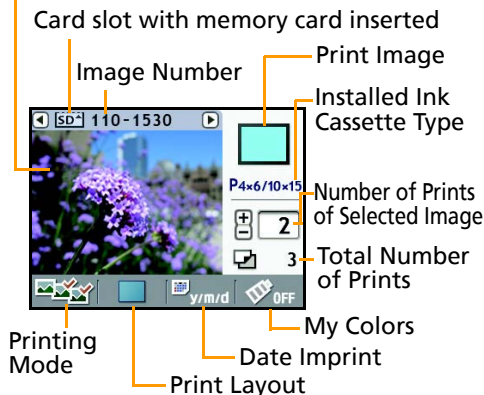 Card slot with memory card inserted
Image Number
Print Image
Installed Ink
Cassette Type
SD 110-1530
P4×6/10×15
Number of Prints
of Selected Image
2
3
Total Number
of Prints
y/m/d
OFF
My Colors
Printing
Mode
Date Imprint
Print Layout